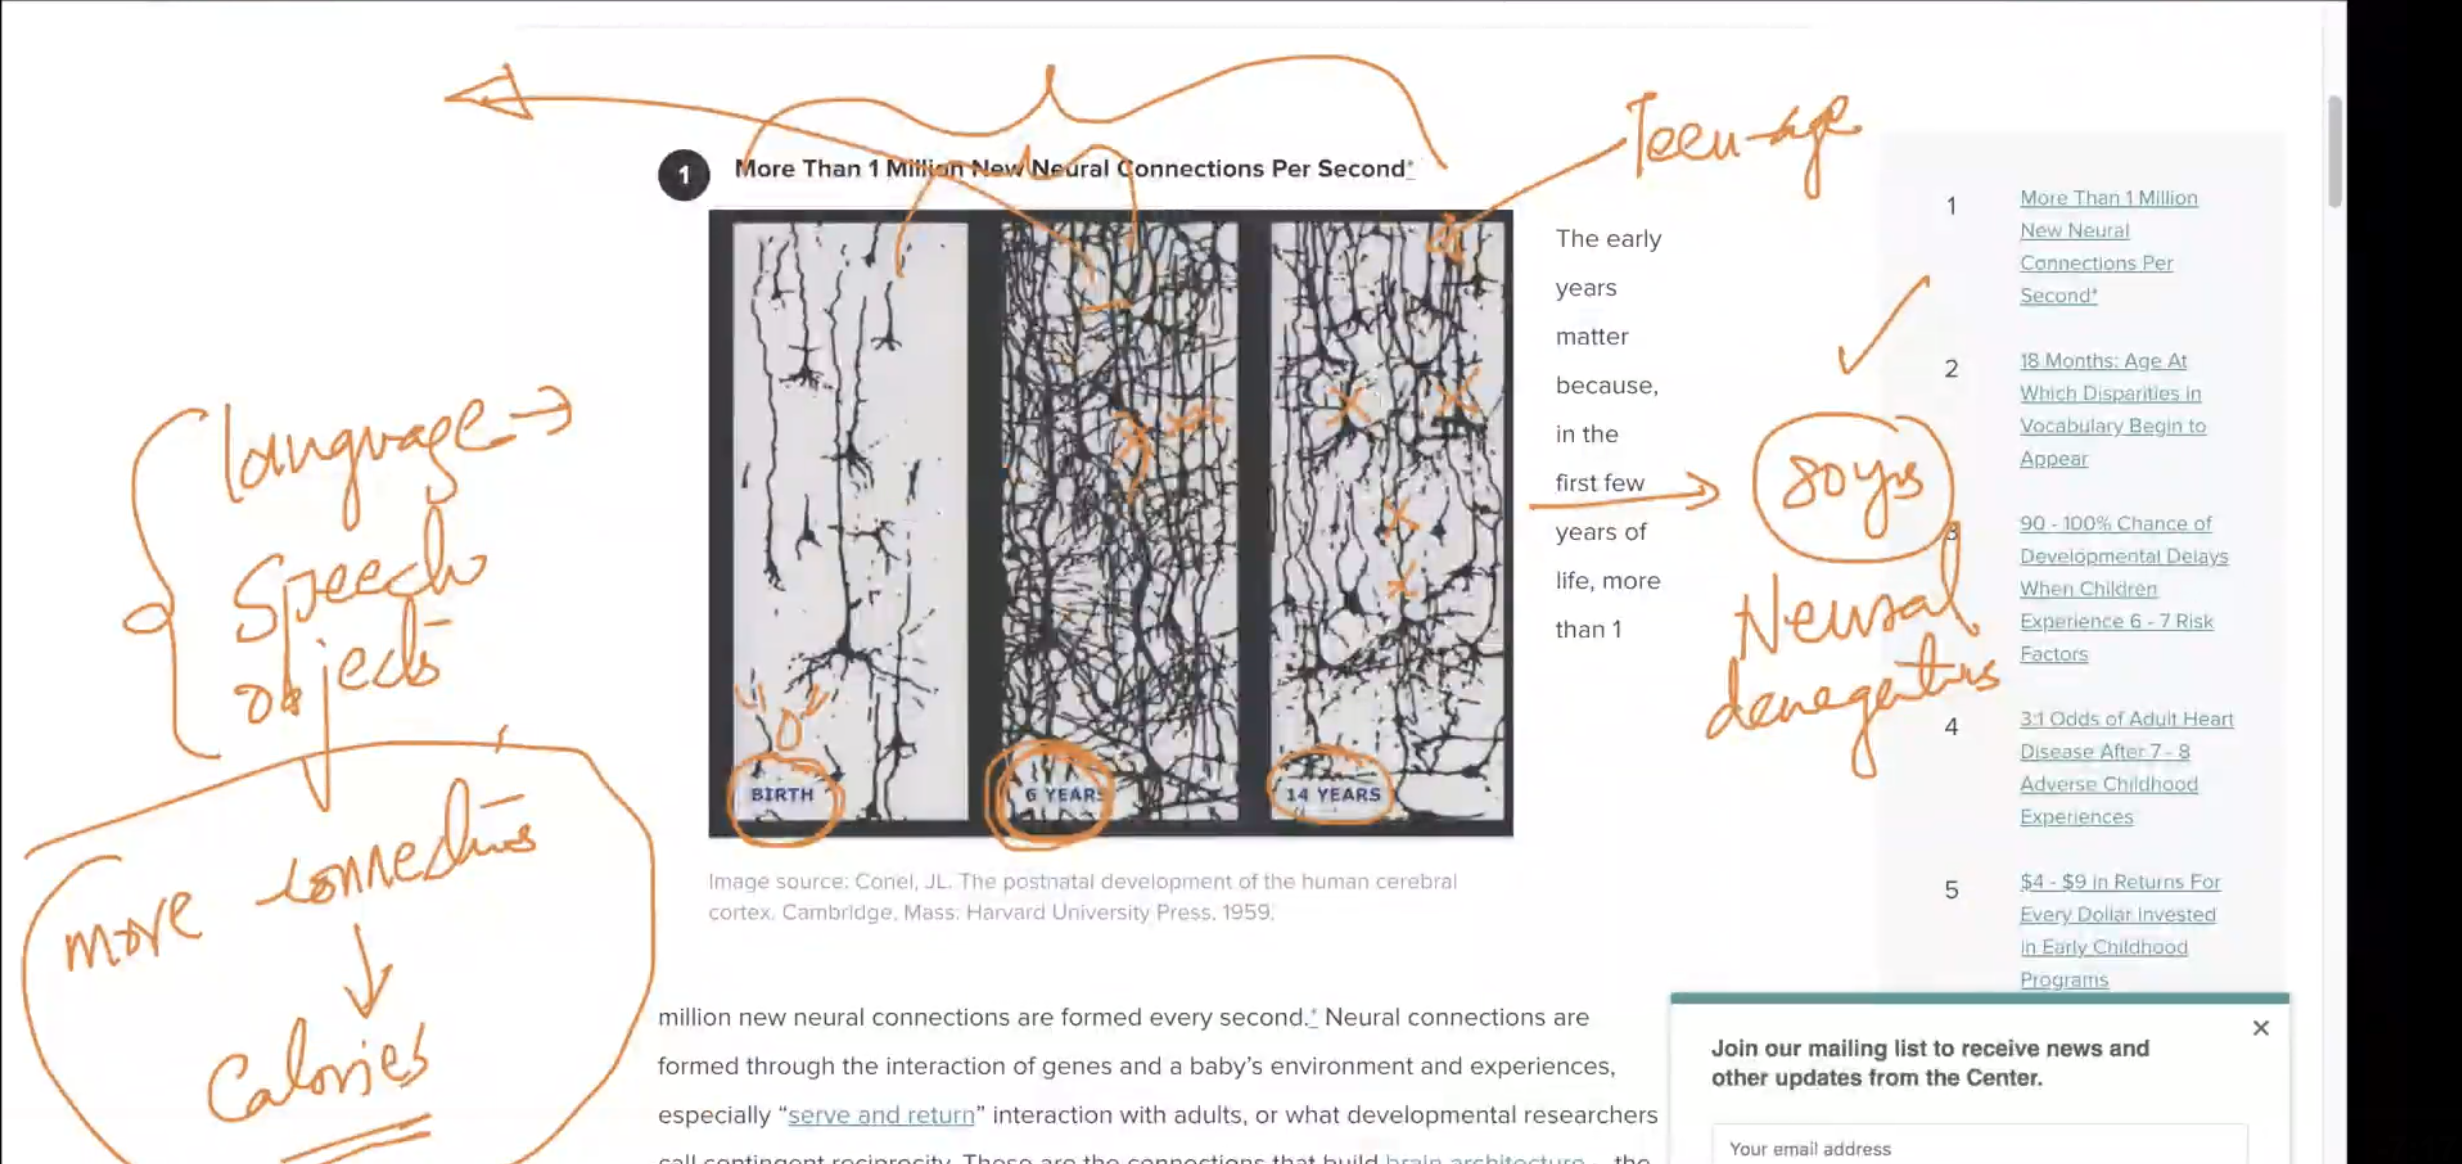 Teen-age
1
More Than 1 Million New Neural Connections Per Second*
BIRTH
6 YEARS
14 YEARS
The early
years
matter
because,
in the
first few
years of
life, more
than 1
Image source: Conel, JL. The postnatal development of the human cerebral
cortex. Cambridge, Mass: Harvard University Press, 1959.
million new neural connections are formed every second.* Neural connections are
formed through the interaction of genes and a baby's environment and experiences,
especially “serve and return” interaction with adults, or what developmental researchers
call contingent reciprocity. These are the connections that build brain architecture – the
language →
speech
objects
more connections
Calories
80 yrs
Neural
1
More Than 1 Million
New Neural
Connections Per
Second*
2
18 Months: Age At
Which Disparities in
Vocabulary Begin to
Appear
3
90 - 100% Chance of
Developmental Delays
When Children
Experience 6 - 7 Risk
Factors
4
3:1 Odds of Adult Heart
Disease After 7 - 8
Adverse Childhood
Experiences
5
$4 - $9 in Returns For
Every Dollar Invested
in Early Childhood
Programs
Join our mailing list to receive news and
other updates from the Center.
Your email address